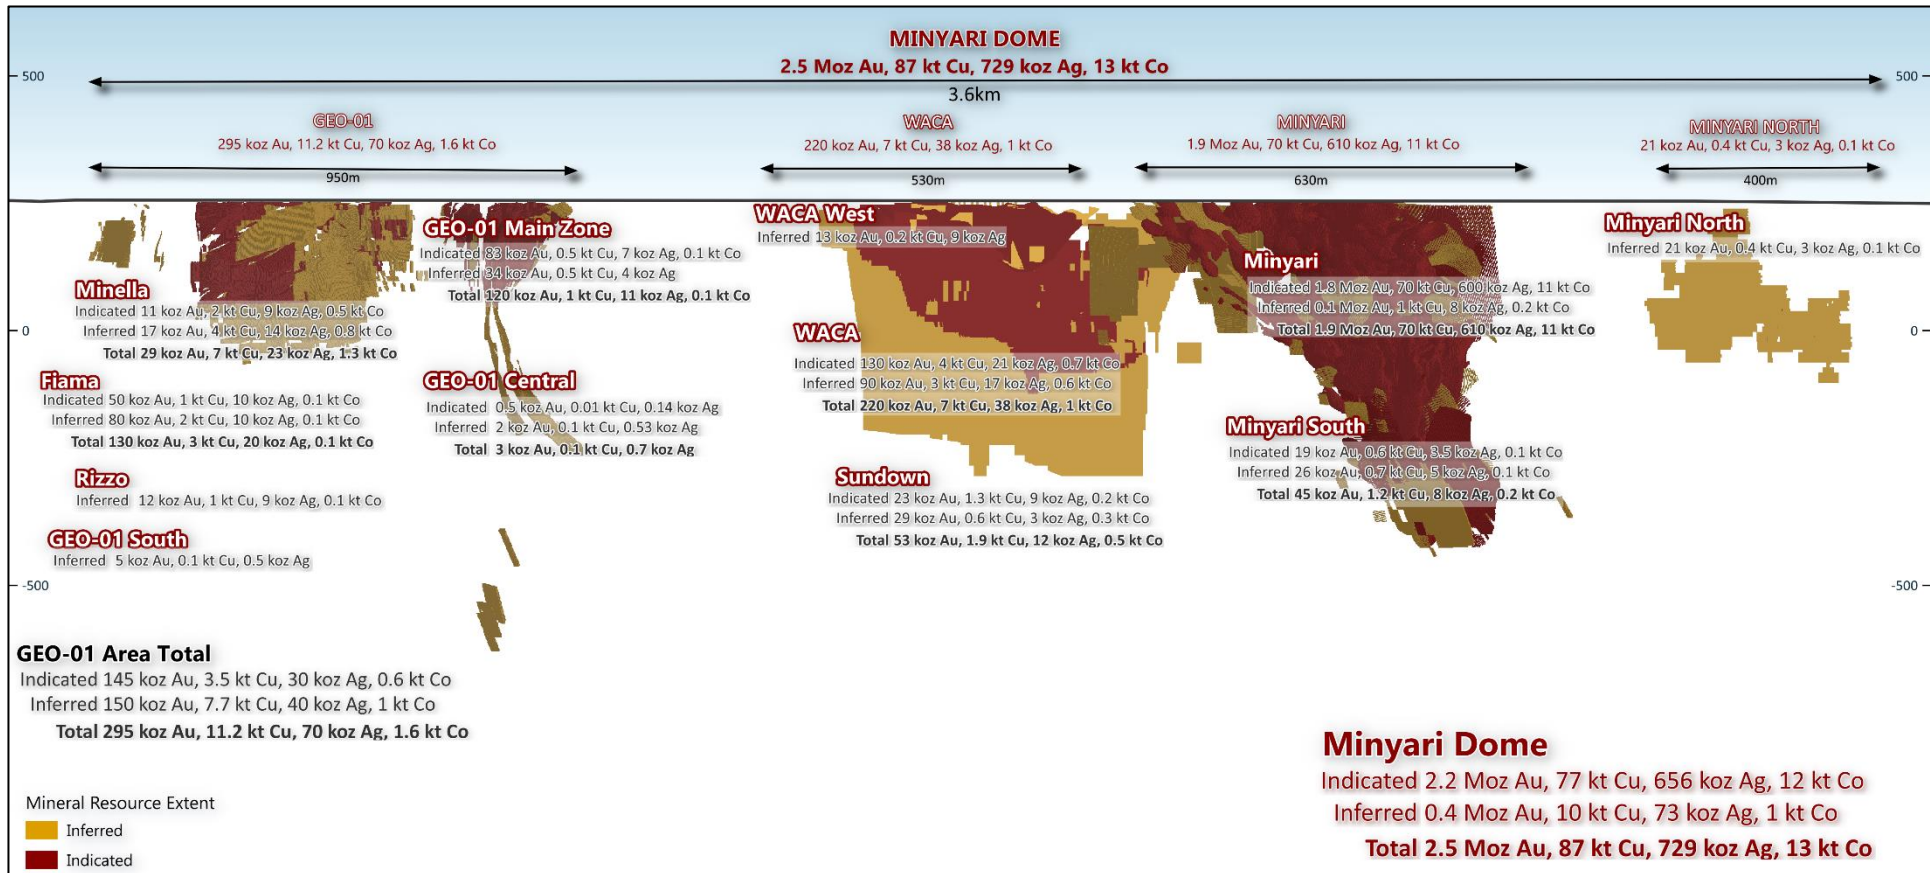 MINYARI DOME
2.5 Moz Au, 87 kt Cu, 729 koz Ag, 13 kt Co
500
500
3.6km
GEO-01
295 koz Au, 11.2 kt Cu, 70 koz Ag, 1.6 kt Co
950m
WACA
220 koz Au, 7 kt Cu, 38 koz Ag, 1 kt Co
530m
MINYARI
1.9 Moz Au, 70 kt Cu, 610 koz Ag, 11 kt Co
630m
MINYARI NORTH
21 koz Au, 0.4 kt Cu, 3 koz Ag, 0.1 kt Co
400m
GEO-01 Main Zone
Indicated 83 koz Au, 0.5 kt Cu, 7 koz Ag, 0.1 kt Co
Inferred 34 koz Au, 0.5 kt Cu, 4 koz Ag
Total 120 koz Au, 1 kt Cu, 11 koz Ag, 0.1 kt Co
Minella
Indicated 11 koz Au, 2 kt Cu, 9 koz Ag, 0.5 kt Co
Inferred 17 koz Au, 4 kt Cu, 14 koz Ag, 0.8 kt Co
Total 29 koz Au, 7 kt Cu, 23 koz Ag, 1.3 kt Co
Fiama
Indicated 50 koz Au, 1 kt Cu, 10 koz Ag, 0.1 kt Co
Inferred 80 koz Au, 2 kt Cu, 10 koz Ag, 0.1 kt Co
Total 130 koz Au, 3 kt Cu, 20 koz Ag, 0.1 kt Co
GEO-01 Central
Indicated 0.5 koz Au, 0.01 kt Cu, 0.14 koz Ag
Inferred 2 koz Au, 0.1 kt Cu, 0.53 koz Ag
Total 3 koz Au, 0.1 kt Cu, 0.7 koz Ag
Rizzo
Inferred 12 koz Au, 1 kt Cu, 9 koz Ag, 0.1 kt Co
GEO-01 South
Inferred 5 koz Au, 0.1 kt Cu, 0.5 koz Ag
WACA West
Inferred 13 koz Au, 0.2 kt Cu, 9 koz Ag
WACA
Indicated 130 koz Au, 4 kt Cu, 21 koz Ag, 0.7 kt Co
Inferred 90 koz Au, 3 kt Cu, 17 koz Ag, 0.6 kt Co
Total 220 koz Au, 7 kt Cu, 38 koz Ag, 1 kt Co
Sundown
Indicated 23 koz Au, 1.3 kt Cu, 9 koz Ag, 0.2 kt Co
Inferred 29 koz Au, 0.6 kt Cu, 3 koz Ag, 0.3 kt Co
Total 53 koz Au, 1.9 kt Cu, 12 koz Ag, 0.5 kt Co
Minyari
Indicated 1.8 Moz Au, 70 kt Cu, 600 koz Ag, 11 kt Co
Inferred 0.1 Moz Au, 1 kt Cu, 8 koz Ag, 0.2 kt Co
Total 1.9 Moz Au, 70 kt Cu, 610 koz Ag, 11 kt Co
Minyari South
Indicated 19 koz Au, 0.6 kt Cu, 3.5 koz Ag, 0.1 kt Co
Inferred 26 koz Au, 0.7 kt Cu, 5 koz Ag, 0.1 kt Co
Total 45 koz Au, 1.2 kt Cu, 8 koz Ag, 0.2 kt Co
Minyari North
Inferred 21 koz Au, 0.4 kt Cu, 3 koz Ag, 0.1 kt Co
0
0
-500
-500
GEO-01 Area Total
Indicated 145 koz Au, 3.5 kt Cu, 30 koz Ag, 0.6 kt Co
Inferred 150 koz Au, 7.7 kt Cu, 40 koz Ag, 1 kt Co
Total 295 koz Au, 11.2 kt Cu, 70 koz Ag, 1.6 kt Co
Mineral Resource Extent
Inferred
Indicated
Minyari Dome
Indicated 2.2 Moz Au, 77 kt Cu, 656 koz Ag, 12 kt Co
Inferred 0.4 Moz Au, 10 kt Cu, 73 koz Ag, 1 kt Co
Total 2.5 Moz Au, 87 kt Cu, 729 koz Ag, 13 kt Co